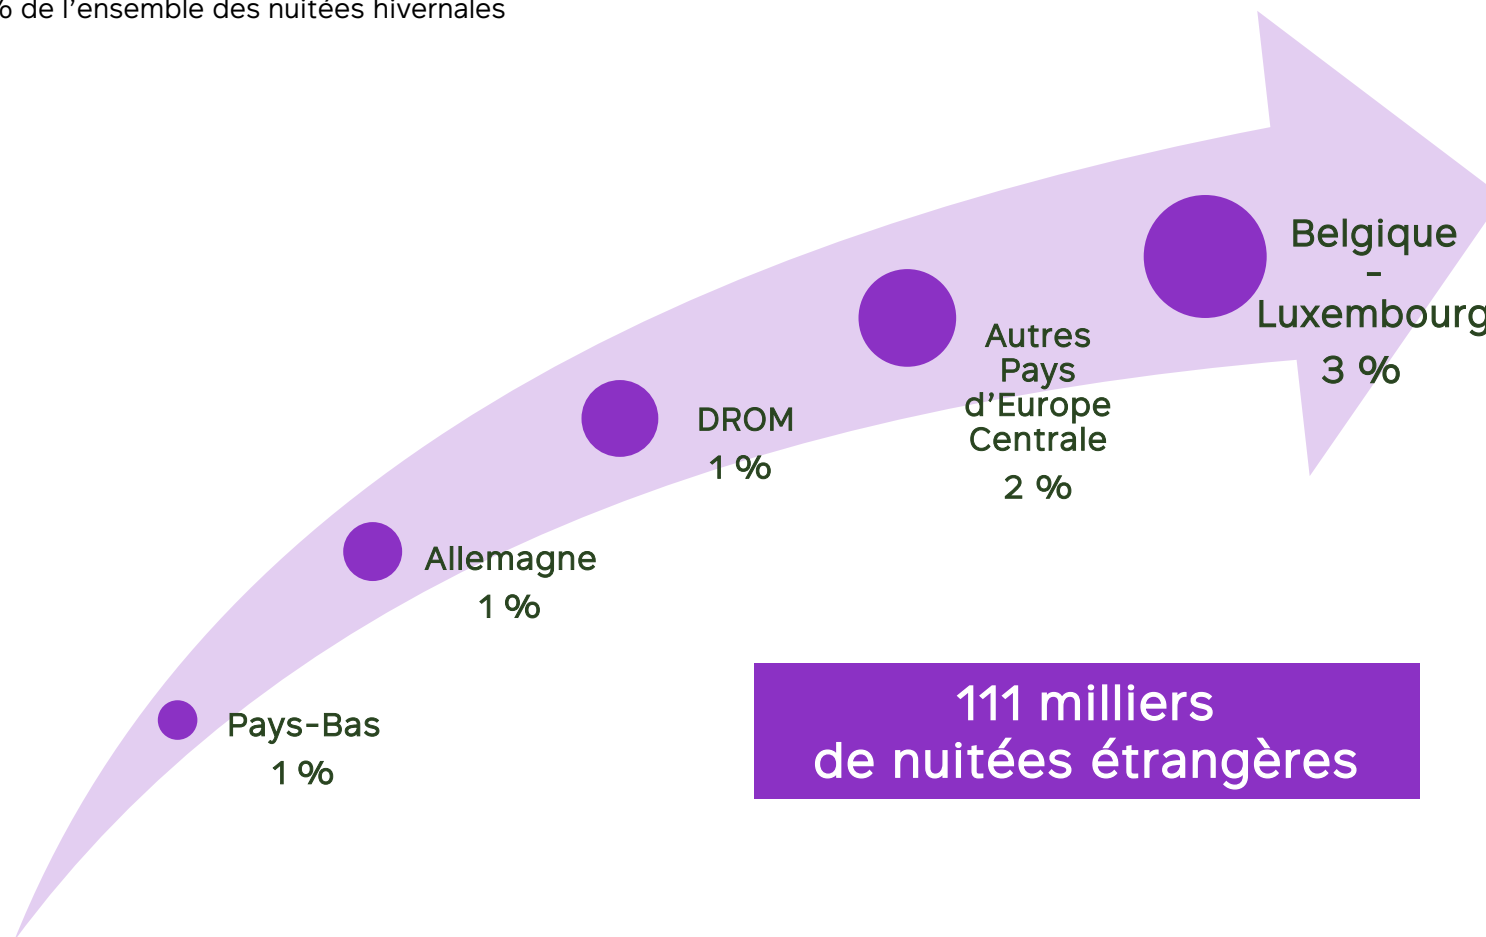 % de l’ensemble des nuitées hivernales
Belgique
-
Luxembourg
3 %
Autres
Pays
d’Europe
Centrale
2 %
DROM
1 %
Allemagne
1 %
Pays-Bas
1 %
111 milliers
de nuitées étrangères